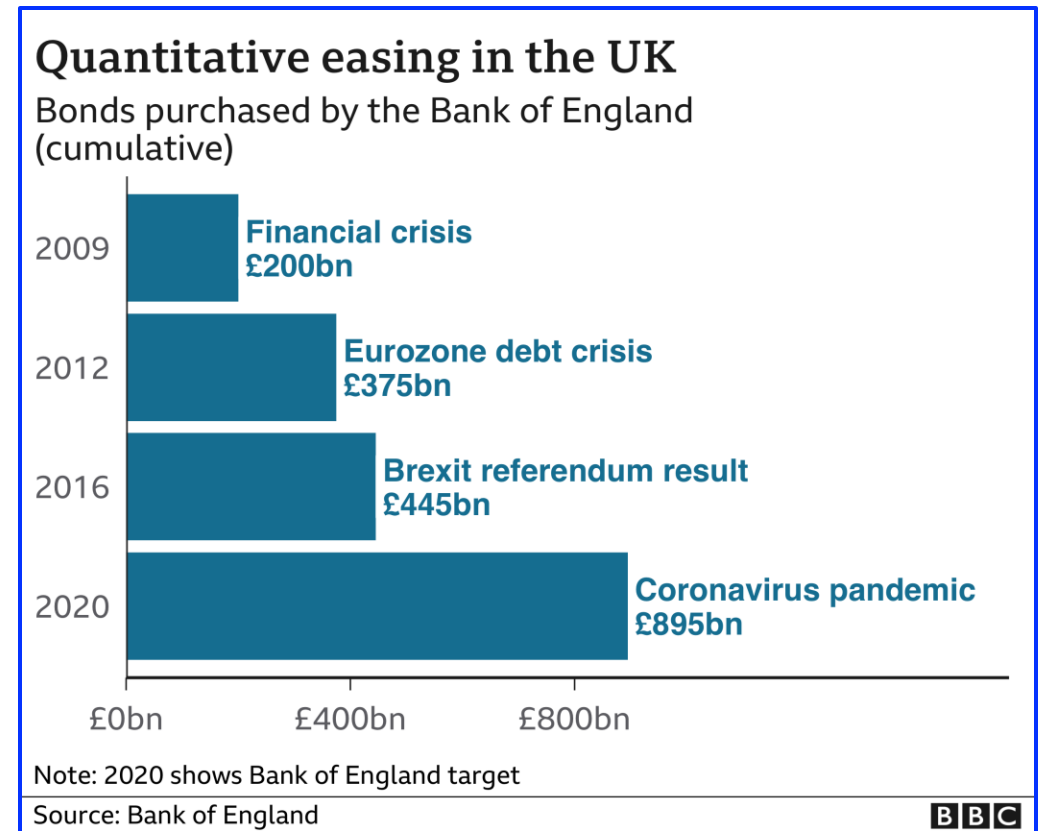 Quantitative easing in the UK
Bonds purchased by the Bank of England
(cumulative)
2009
Financial crisis
£200bn
2012
Eurozone debt crisis
£375bn
2016
Brexit referendum result
£445bn
2020
Coronavirus pandemic
£895bn
£0bn £400bn £800bn
Note: 2020 shows Bank of England target
Source: Bank of England BBC